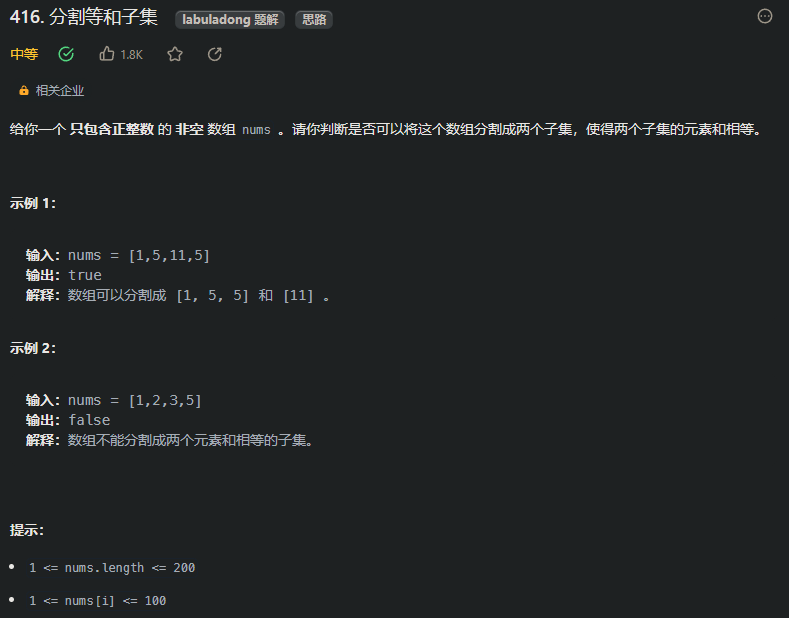 416. 分割等和子集 labuladong 题解 思路
中等 1.8K
相关企业
给你一个 只包含正整数 的 非空 数组 nums 。请你判断是否可以将这个数组分割成两个子集，使得两个子集的元素和相等。
示例 1：
输入：nums = [1,5,11,5]
输出：true
解释：数组可以分割成 [1, 5, 5] 和 [11] 。
示例 2：
输入：nums = [1,2,3,5]
输出：false
解释：数组不能分割成两个元素和相等的子集。
提示：
• 1 <= nums.length <= 200
• 1 <= nums[i] <= 100